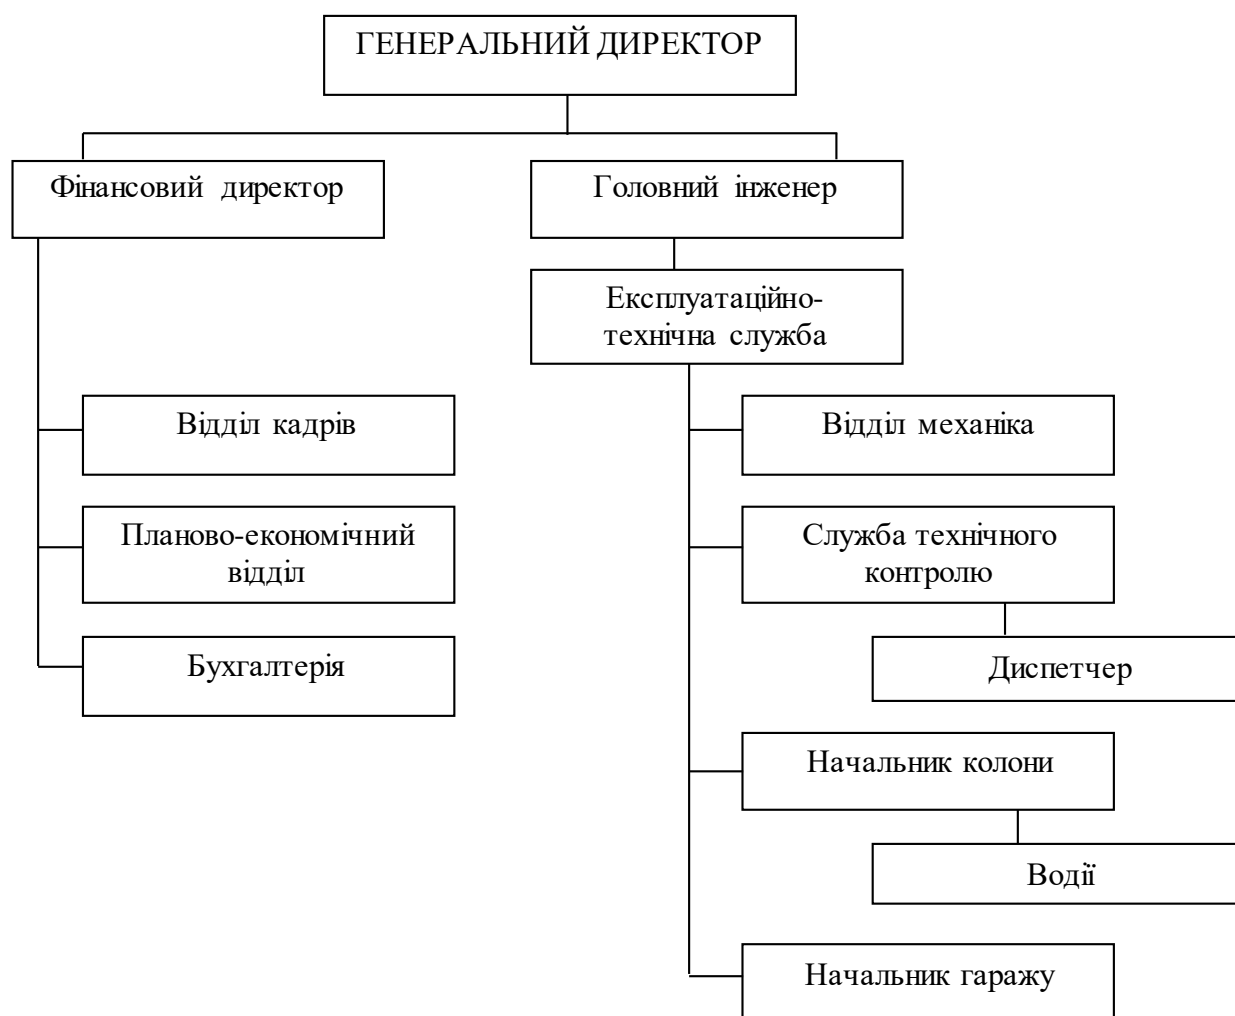 ГЕНЕРАЛЬНИЙ ДИРЕКТОР
Фінансовий директор
Головний інженер
Експлуатаційно-
технічна служба
Відділ кадрів
Відділ механіка
Планово-економічний
відділ
Служба технічного
контролю
Бухгалтерія
Диспетчер
Начальник колони
Водії
Начальник гаражу